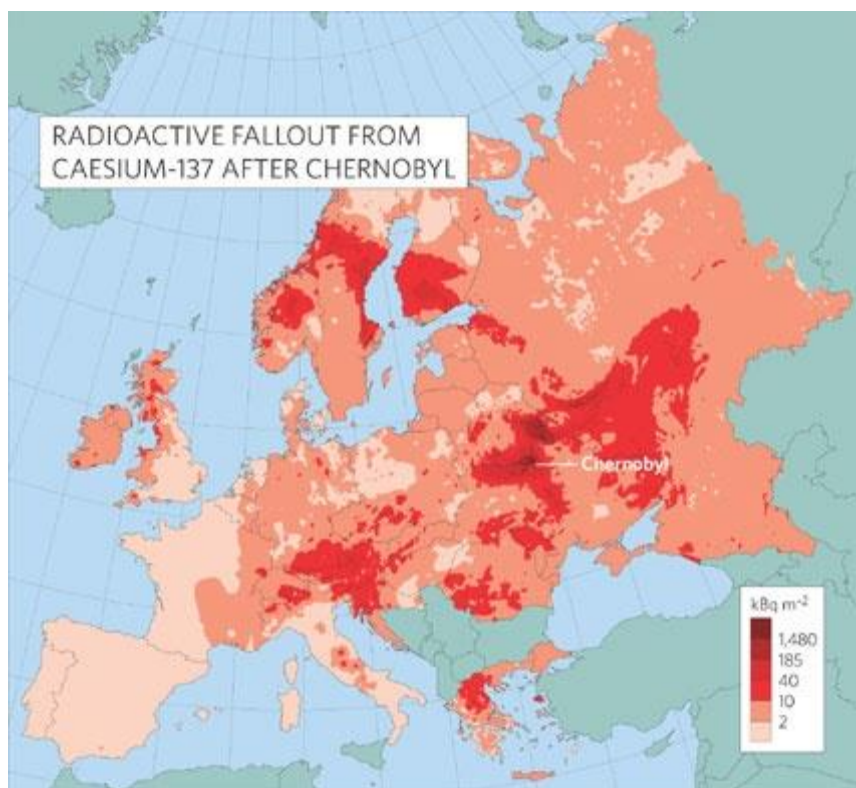 RADIOACTIVE FALLOUT FROM
CAESIUM-137 AFTER CHERNOBYL
Chernobyl
kBq m⁻²
1,480
185
40
10
2